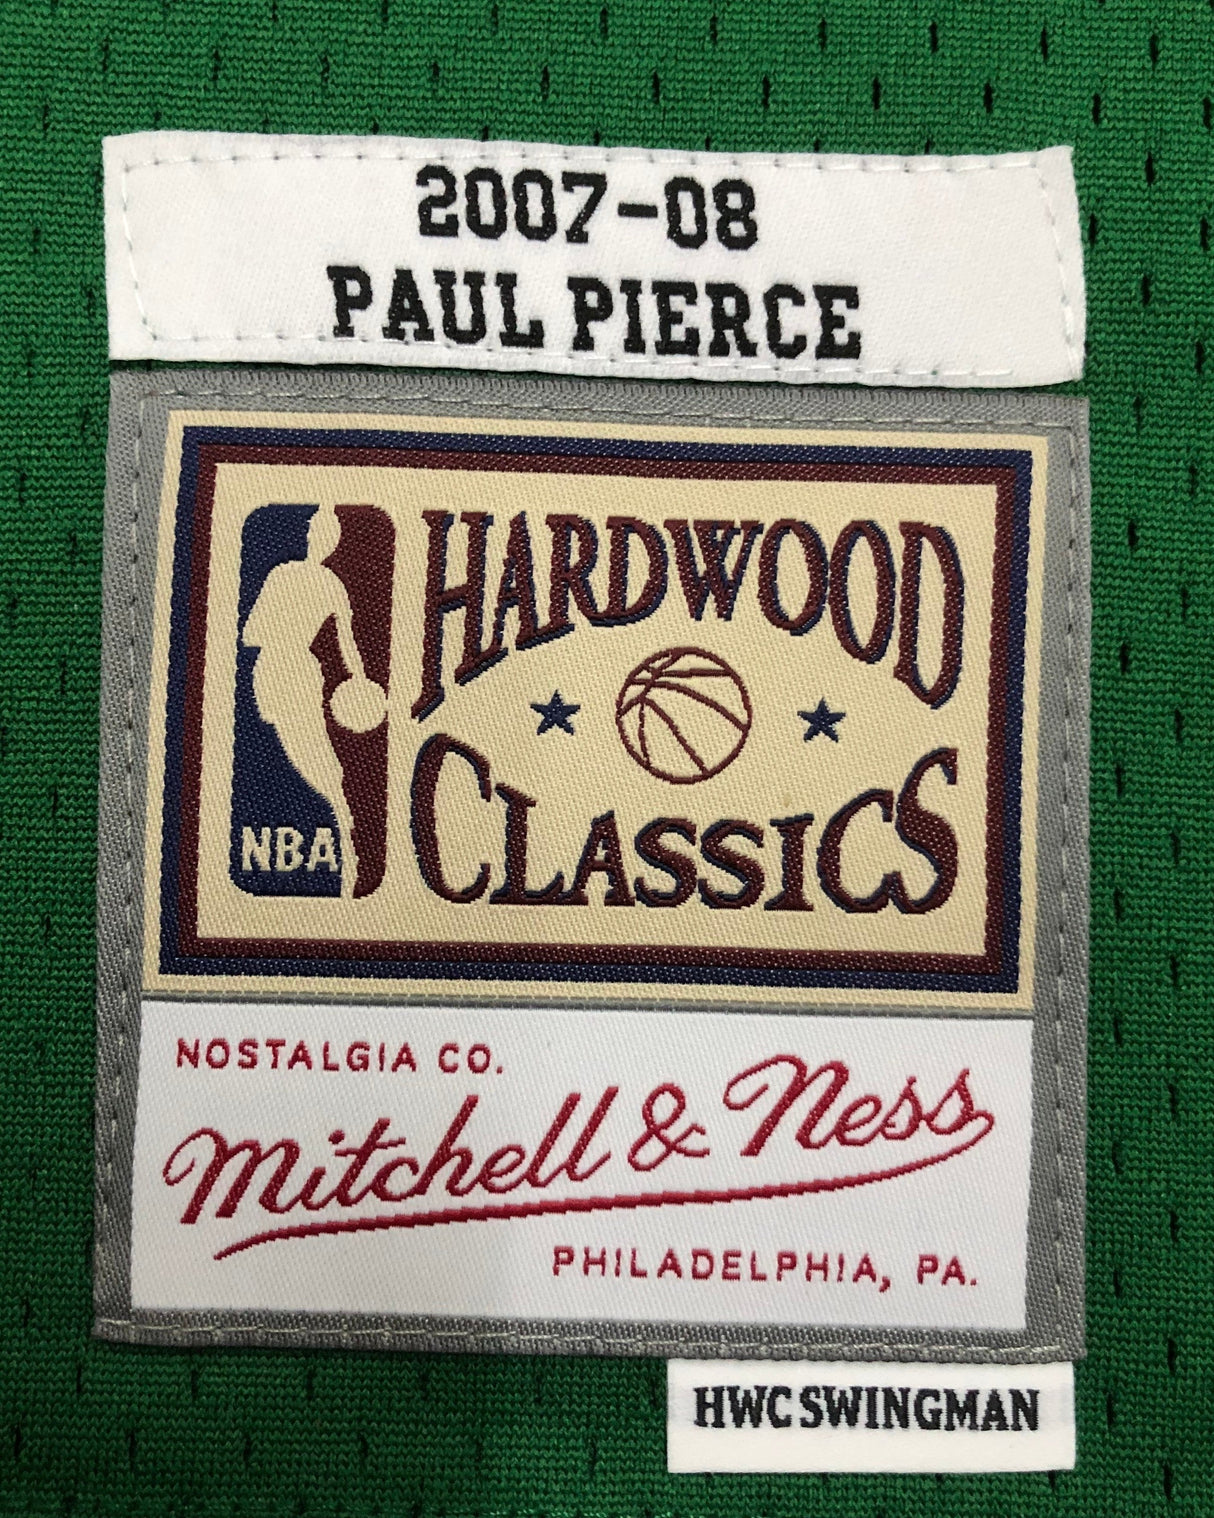 2007-08
PAUL PIERCE
HARDWOOD
CLASSICS
NBA
NOSTALGIA CO.
Mitchell & Ness
PHILADELPHIA, PA.
HWC SWINGMAN